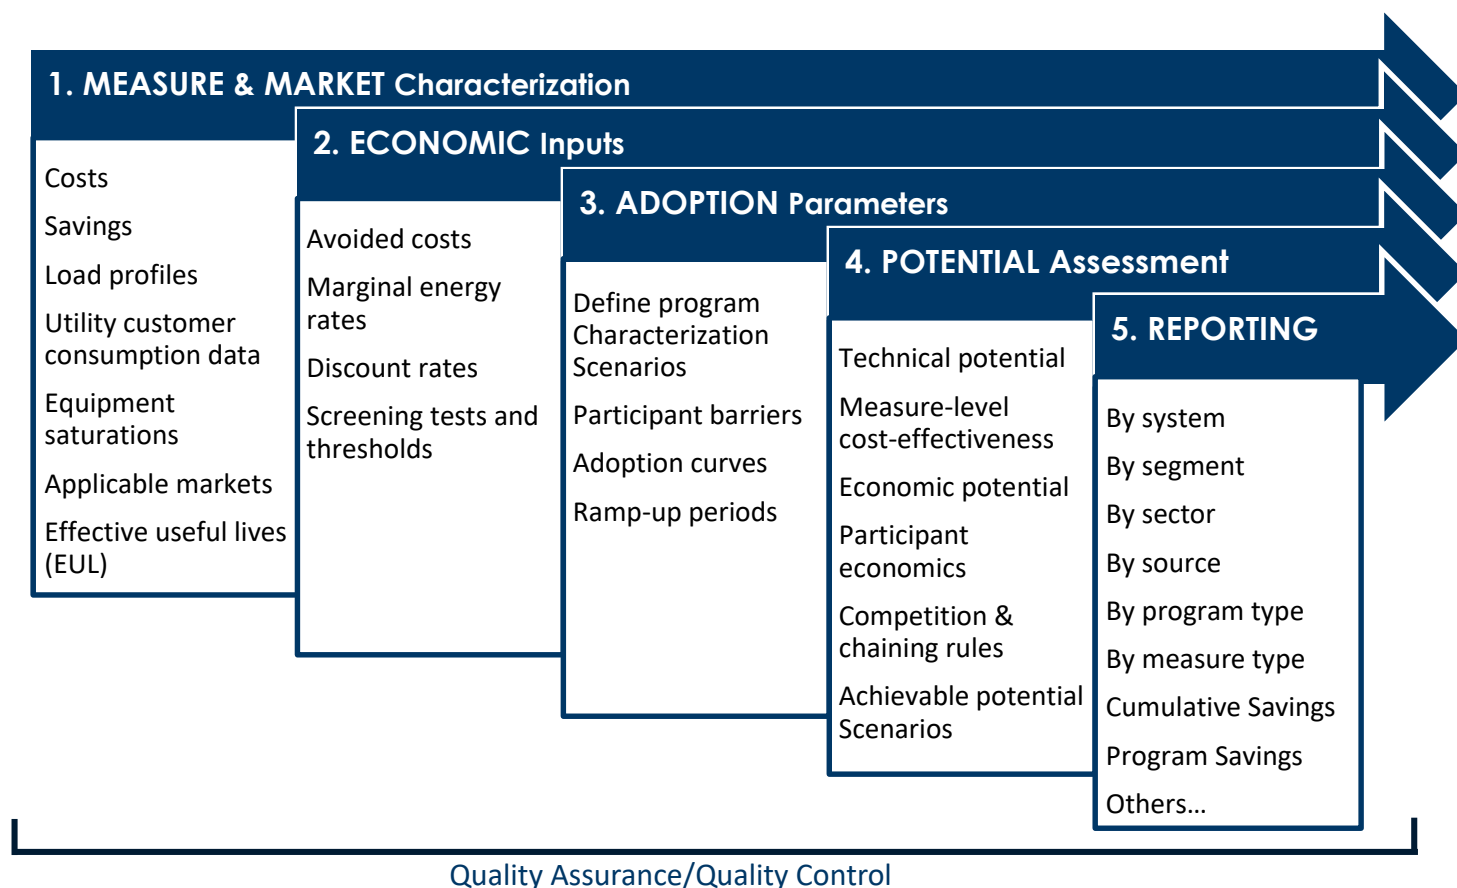 1. MEASURE & MARKET Characterization
Costs
Savings
Load profiles
Utility customer
consumption data
Equipment
saturations
Applicable markets
Effective useful lives
(EUL)
2. ECONOMIC Inputs
Avoided costs
Marginal energy
rates
Discount rates
Screening tests and
thresholds
3. ADOPTION Parameters
Define program
Characterization
Scenarios
Participant barriers
Adoption curves
Ramp-up periods
4. POTENTIAL Assessment
Technical potential
Measure-level
cost-effectiveness
Economic potential
Participant
economics
Competition &
chaining rules
Achievable potential
Scenarios
5. REPORTING
By system
By segment
By sector
By source
By program type
By measure type
Cumulative Savings
Program Savings
Others…
Quality Assurance/Quality Control